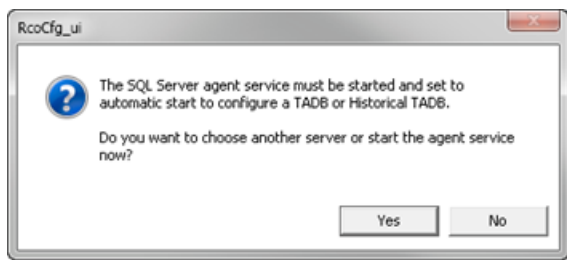 RcoCfg_ui
The SQL Server agent service must be started and set to
automatic start to configure a TADB or Historical TADB.
Do you want to choose another server or start the agent service
now?
Yes No